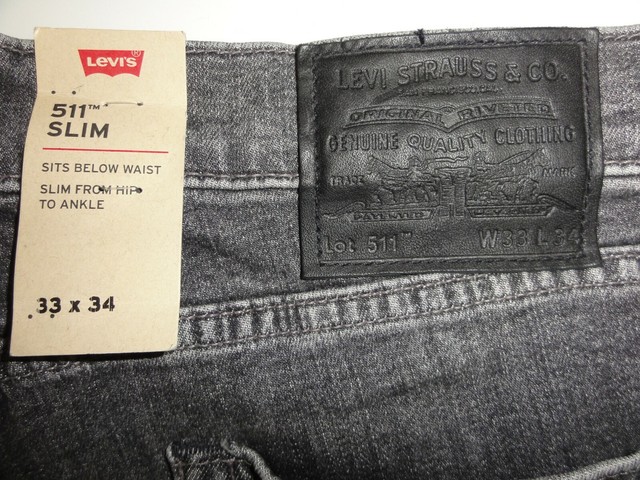 LEVI'S
511™
SLIM
SITS BELOW WAIST
SLIM FROM HIP
TO ANKLE
33 x 34
LEVI STRAUSS & CO.
ORIGINAL RIVETED
GENUINE QUALITY CLOTHING
TRADE MARK
PATENTED
Lot 511™ W33 L34